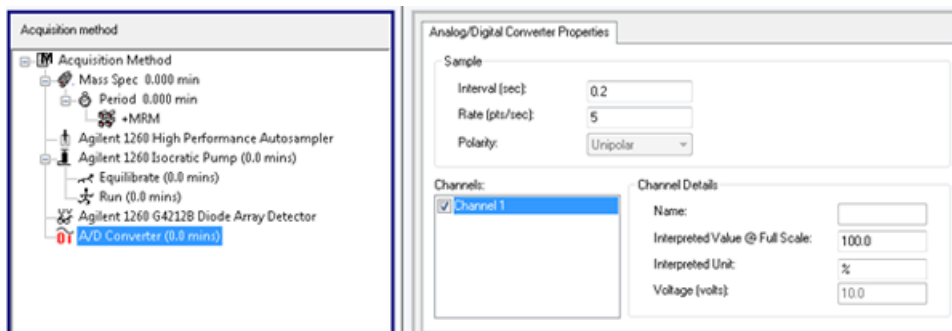 Acquisition method
Acquisition Method
Mass Spec 0.000 min
Period 0.000 min
+MRM
Agilent 1260 High Performance Autosampler
Agilent 1260 Isocratic Pump (0.0 mins)
Equilibrate (0.0 mins)
Run (0.0 mins)
Agilent 1260 G4212B Diode Array Detector
A/D Converter (0.0 mins)
Analog/Digital Converter Properties
Sample
Interval (sec): 0.2
Rate (pts/sec): 5
Polarity: Unipolar
Channels:
Channel 1
Channel Details
Name:
Interpreted Value @ Full Scale: 100.0
Interpreted Unit: %
Voltage (volts): 10.0